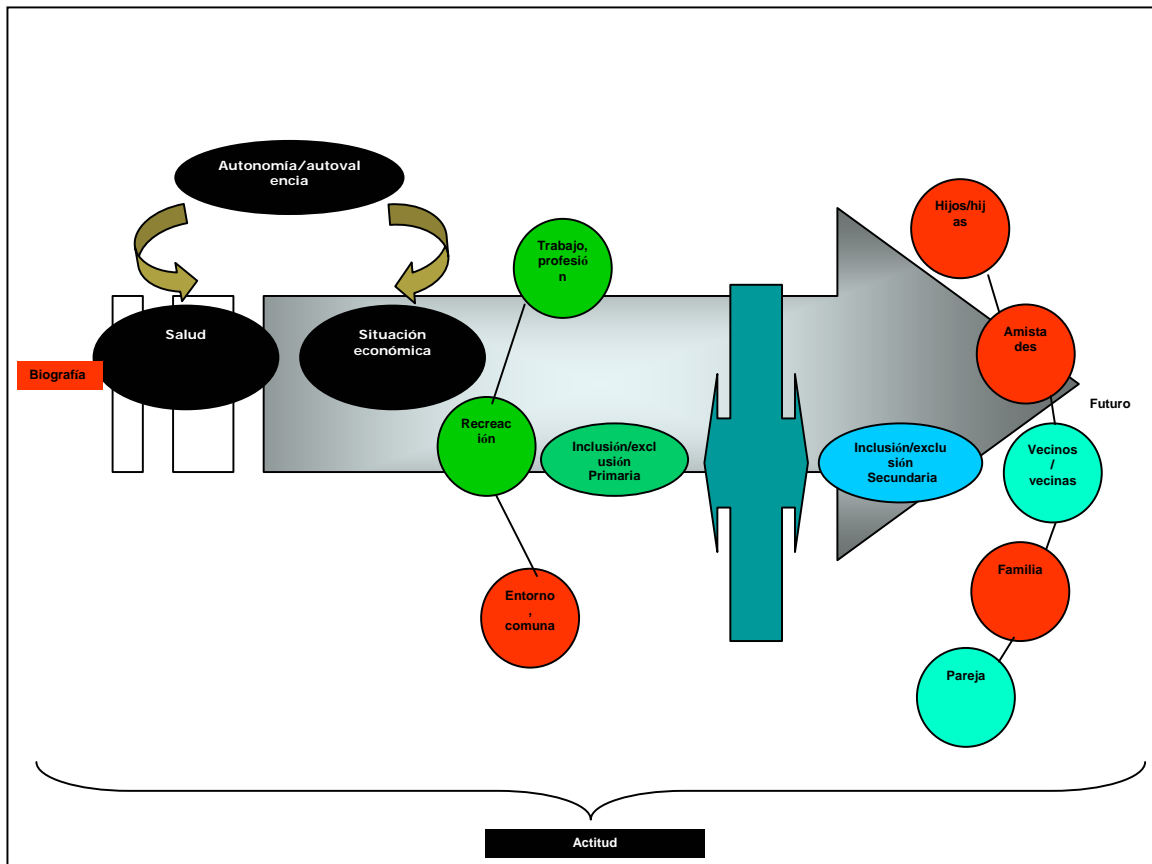 Autonomía/autoval
encia
Hijos/hij
as
Trabajo,
profesió
n
Salud
Situación
económica
Amista
des
Biografía
Futuro
Recreac
ión
Inclusión/excl
usión
Primaria
Inclusión/exclu
sión
Secundaria
Vecinos
/
vecinas
Familia
Entorno
,
comuna
Pareja
Actitud